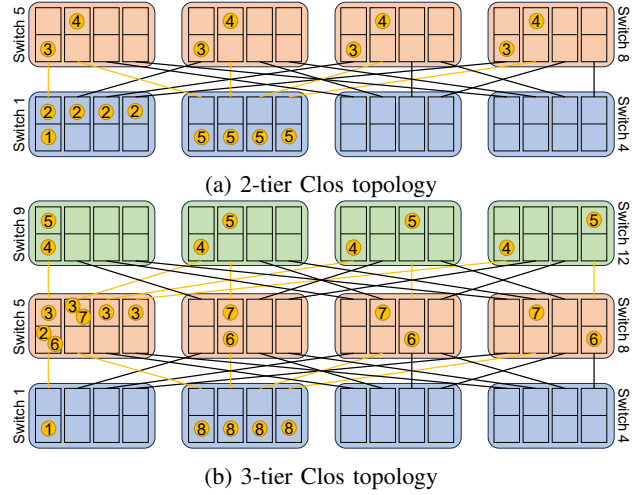 Switch 5
4 4 4 4
Switch 8
3 3 3 3
Switch 1
2 2 2 2
Switch 4
1 5 5 5 5
(a) 2-tier Clos topology
Switch 9
5 5 5 5
Switch 12
4 4 4 4
Switch 5
3 3 7 3 3 7 7 7
Switch 8
2 6 6 6 6
Switch 1
Switch 4
1 8 8 8 8
(b) 3-tier Clos topology